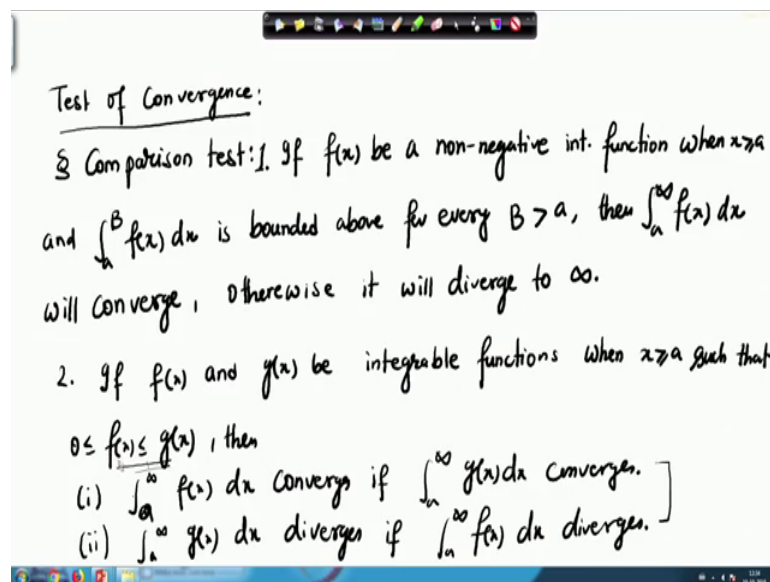 Test of Convergence:
§ Comparison test: 1. If f(x) be a non-negative int. function when x≥a
and ∫_a^B f(x) dx is bounded above for every B > a, then ∫_a^∞ f(x) dx
will converge, otherewise it will diverge to ∞.
2. If f(x) and g(x) be integrable functions when x≥a such that
0≤ f(x)≤ g(x), then
(i) ∫_a^∞ f(x) dx convergs if ∫_a^∞ g(x)dx converges.
(ii) ∫_a^∞ g(x) dx diverges if ∫_a^∞ f(x) dx diverges.